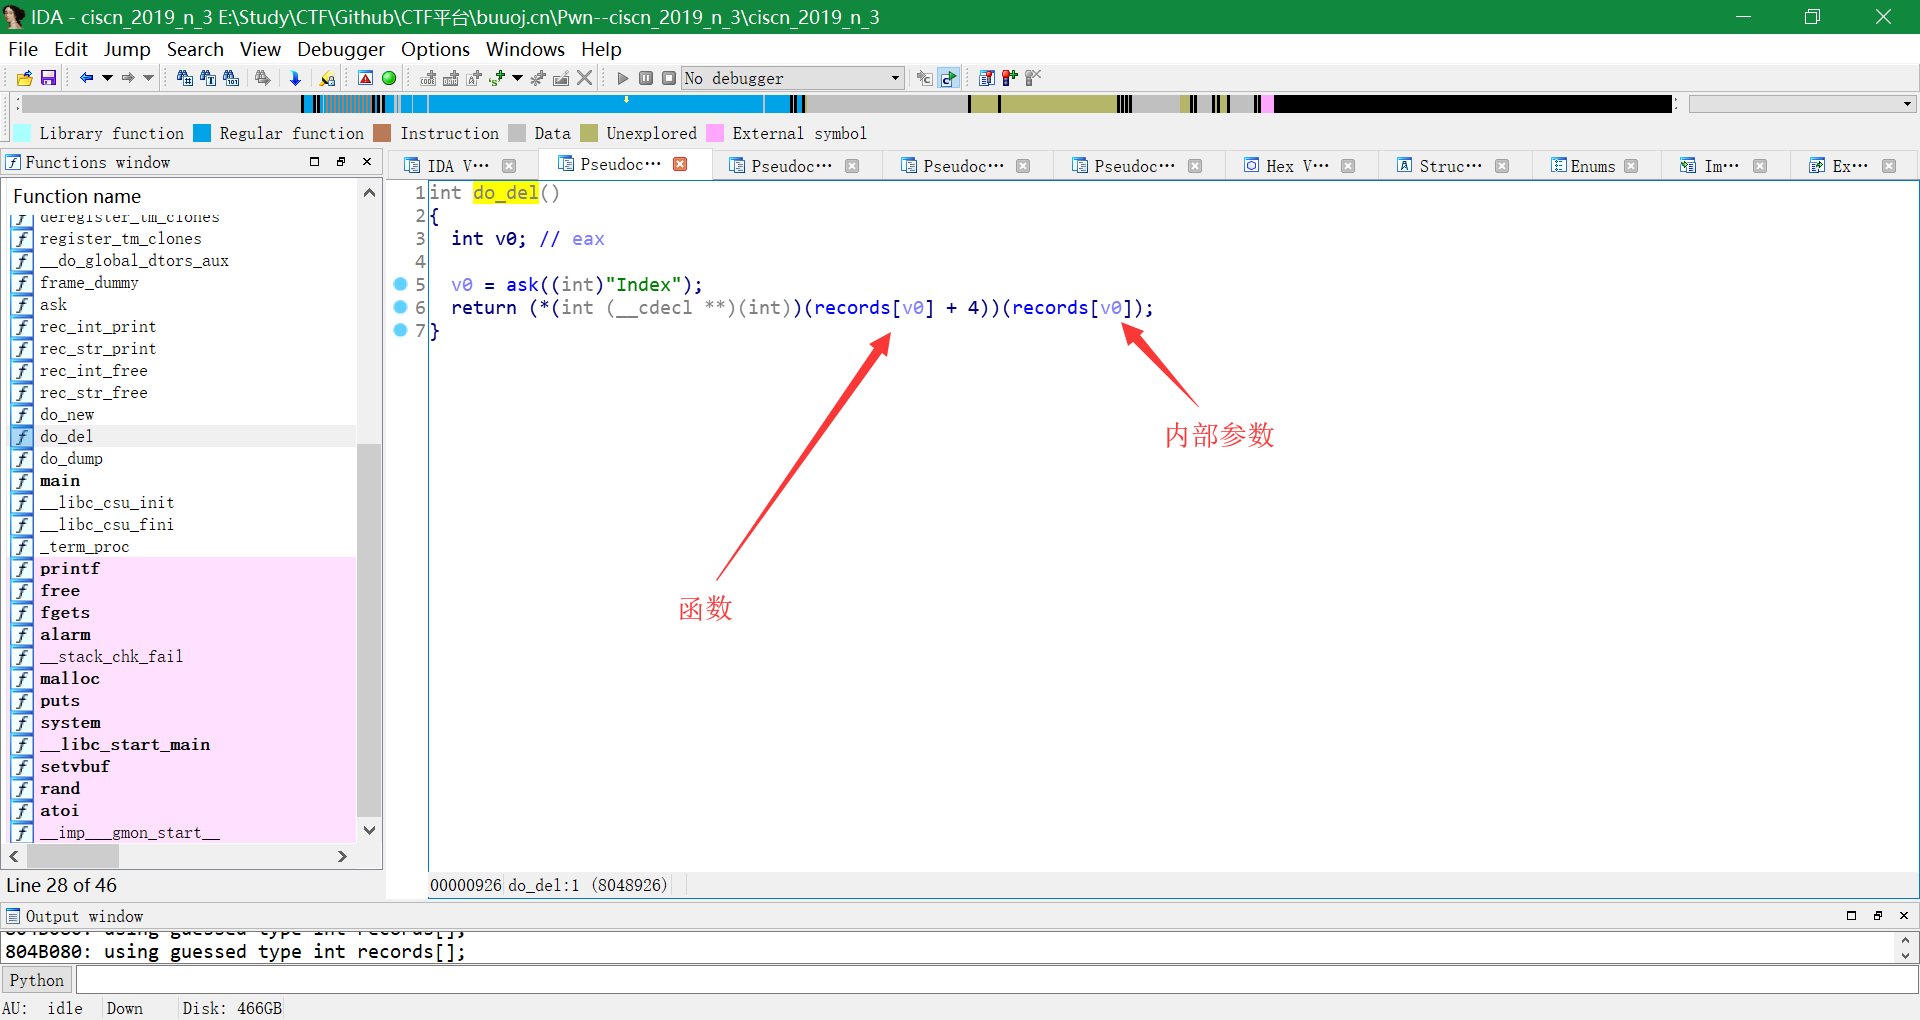 IDA - ciscn_2019_n_3 E:\Study\CTF\Github\CTF平台\buuoj.cn\Pwn--ciscn_2019_n_3\ciscn_2019_n_3
File Edit Jump Search View Debugger Options Windows Help
No debugger
Library function Regular function Instruction Data Unexplored External symbol
Functions window
IDA V··· Pseudoc··· Pseudoc··· Pseudoc··· Pseudoc··· Hex V··· Struc··· Enums Im··· Ex···
Function name
deregister_tm_clones
register_tm_clones
__do_global_dtors_aux
frame_dummy
ask
rec_int_print
rec_str_print
rec_int_free
rec_str_free
do_new
do_del
do_dump
main
__libc_csu_init
__libc_csu_fini
_term_proc
printf
free
fgets
alarm
__stack_chk_fail
malloc
puts
system
__libc_start_main
setvbuf
rand
atoi
__imp___gmon_start__
Line 28 of 46
1 int do_del()
2 {
3 int v0; // eax
4
5 v0 = ask((int)"Index");
6 return (*(int (__cdecl **)(int))(records[v0] + 4))(records[v0]);
7 }
内部参数
函数
00000926 do_del:1 (8048926)
Output window
804B080: using guessed type int records[];
804B080: using guessed type int records[];
Python
AU: idle Down Disk: 466GB